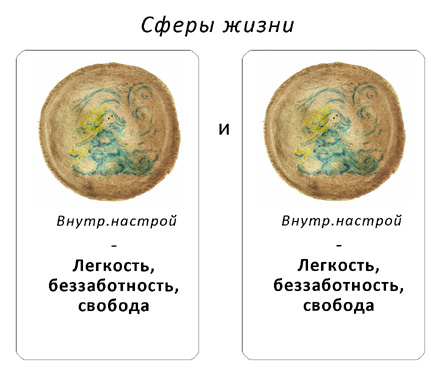 Сферы жизни
и
Внутр.настрой
-
Легкость,
беззаботность,
свобода
Внутр.настрой
-
Легкость,
беззаботность,
свобода